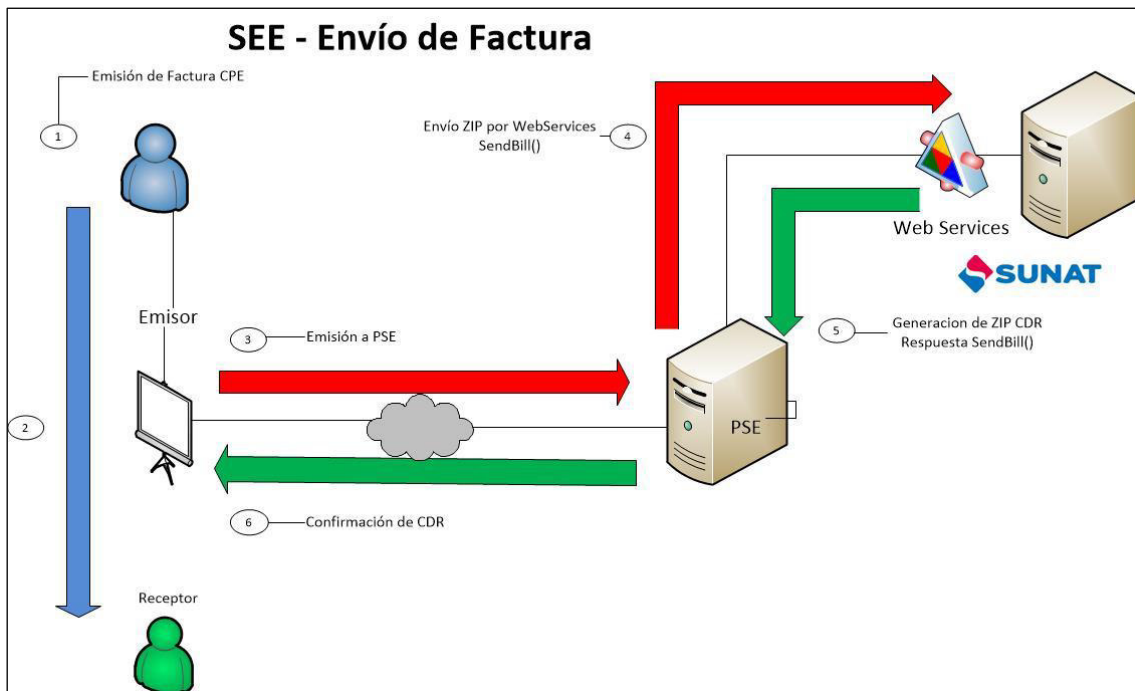 SEE - Envío de Factura
Emisión de Factura CPE
1
Envío ZIP por WebServices
SendBill()
4
Web Services
SUNAT
Emisor
3
Emisión a PSE
5
Generacion de ZIP CDR
Respuesta SendBill()
2
PSE
6
Confirmación de CDR
Receptor